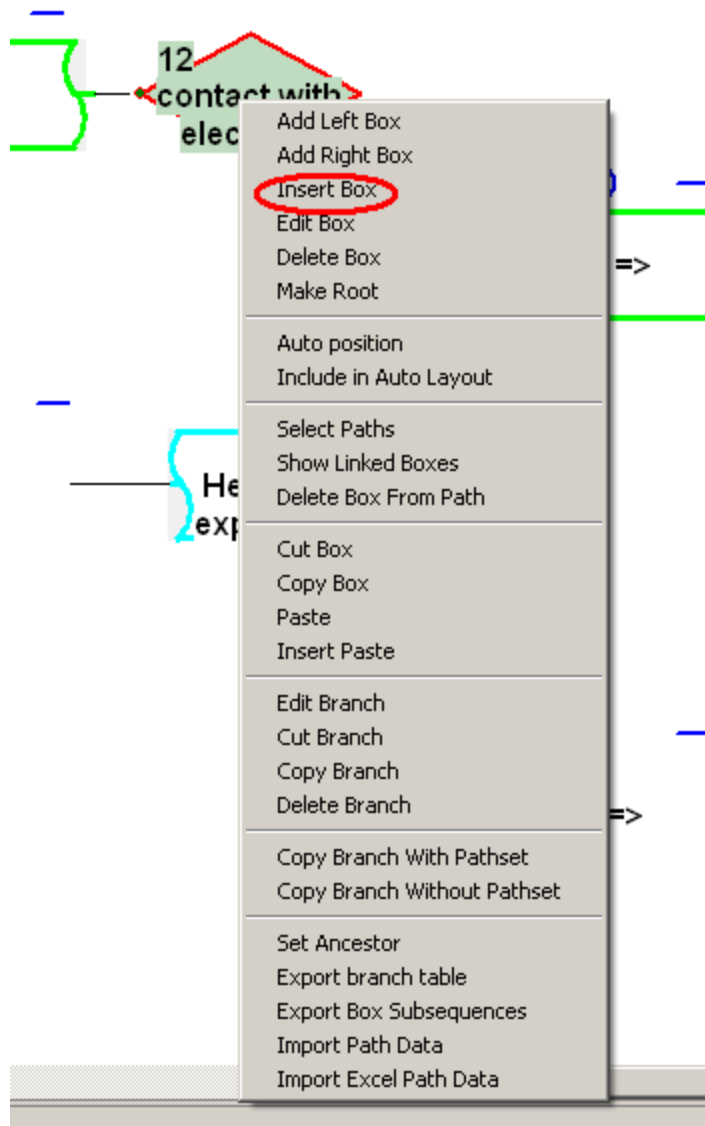 12
contact with
elec
Add Left Box
Add Right Box
Insert Box
Edit Box
Delete Box
Make Root
=>
Auto position
Include in Auto Layout
Select Paths
Show Linked Boxes
Delete Box From Path
He
exp
Cut Box
Copy Box
Paste
Insert Paste
Edit Branch
Cut Branch
Copy Branch
Delete Branch
=>
Copy Branch With Pathset
Copy Branch Without Pathset
Set Ancestor
Export branch table
Export Box Subsequences
Import Path Data
Import Excel Path Data